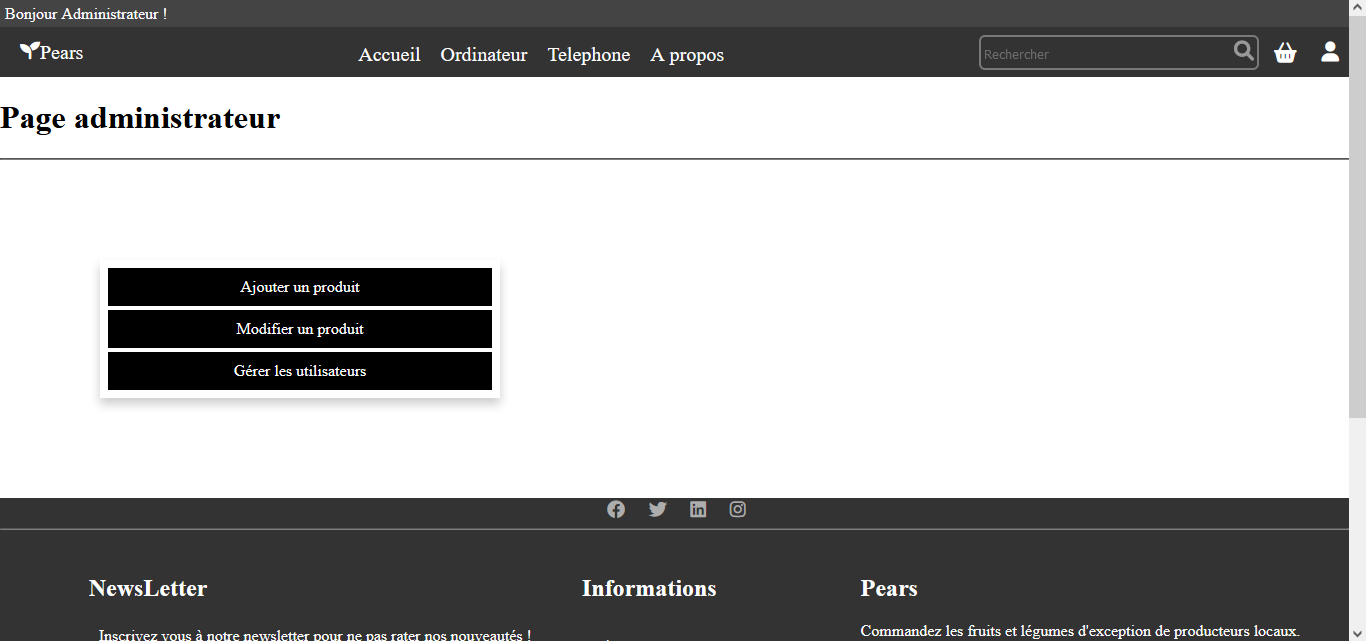 Bonjour Administrateur !
Pears
Accueil Ordinateur Telephone A propos
Rechercher
Page administrateur
Ajouter un produit
Modifier un produit
Gérer les utilisateurs
NewsLetter
Inscrivez vous à notre newsletter pour ne pas rater nos nouveautés !
Informations
Pears
Commandez les fruits et légumes d'exception de producteurs locaux.